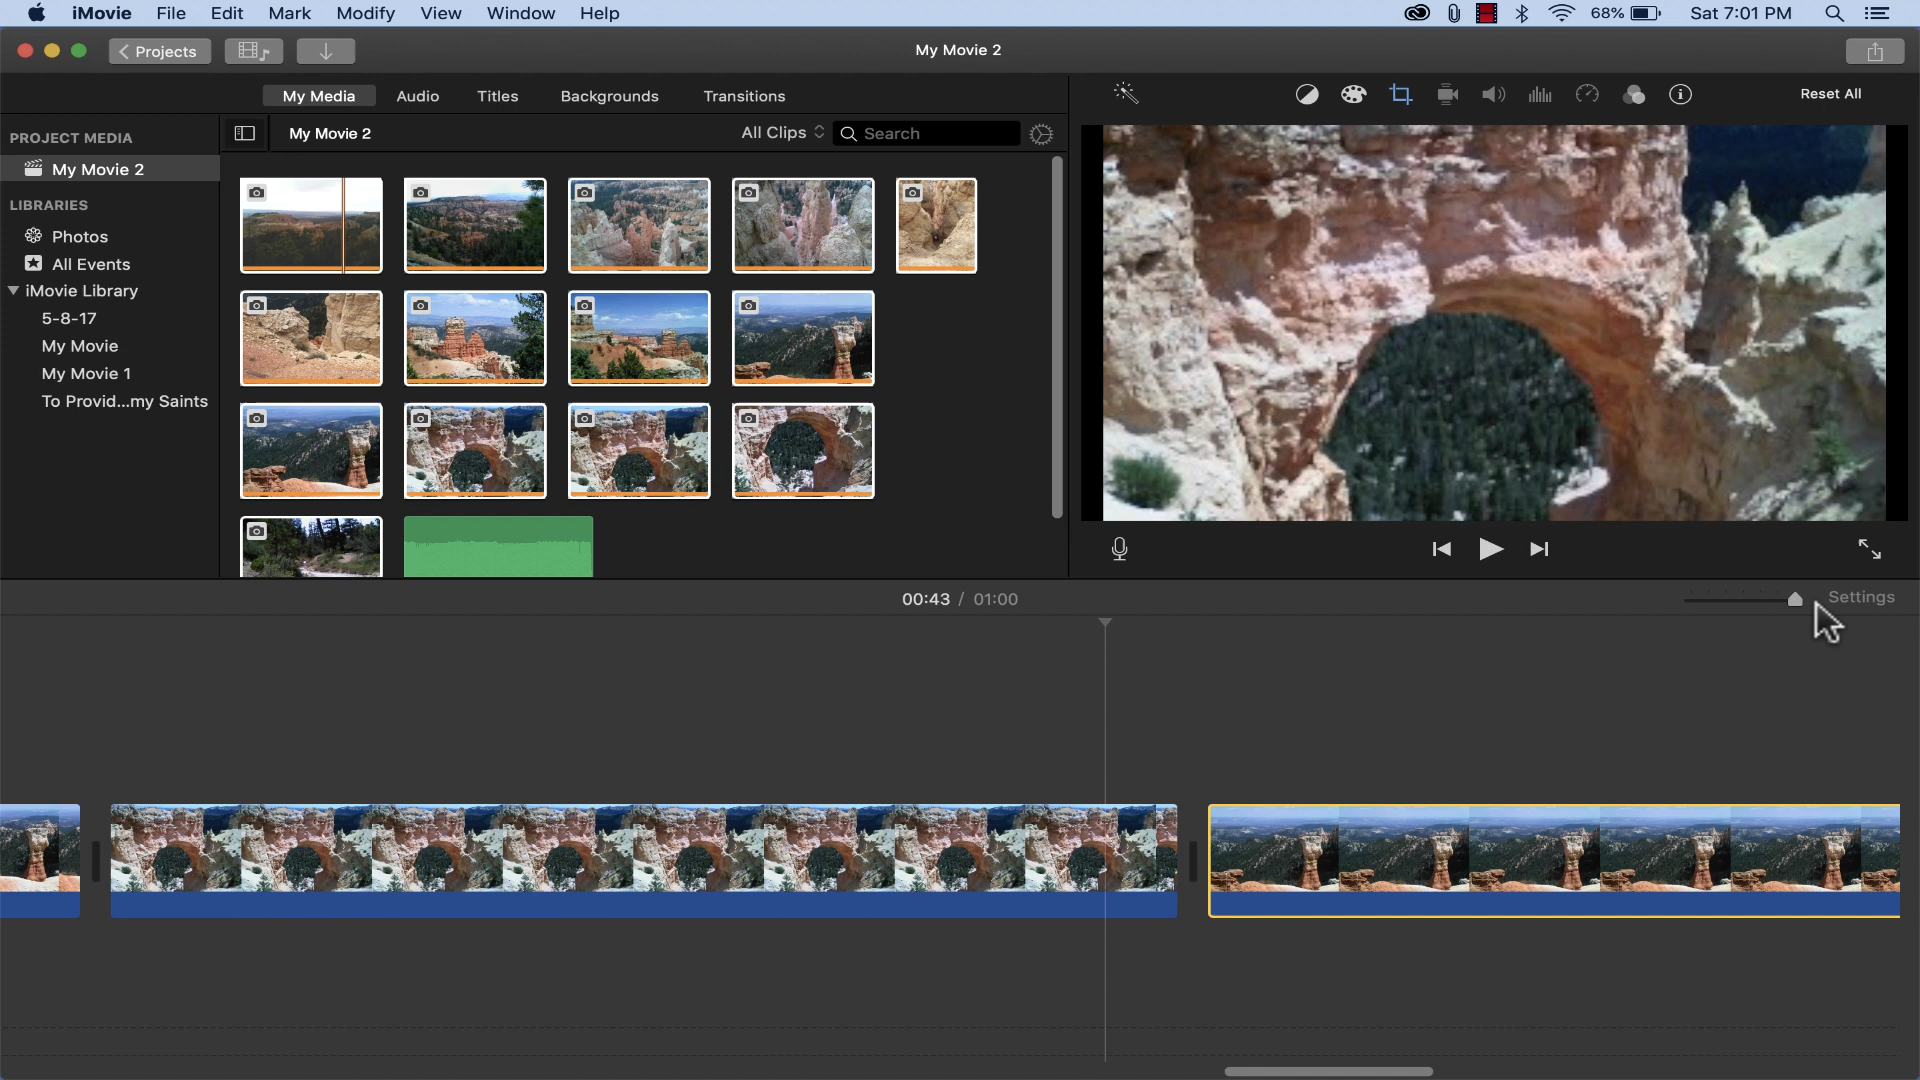 iMovie File Edit Mark Modify View Window Help 68% Sat 7:01 PM
Projects My Movie 2
My Media Audio Titles Backgrounds Transitions Reset All
PROJECT MEDIA My Movie 2 All Clips Search
My Movie 2
LIBRARIES
Photos
All Events
iMovie Library
5-8-17
My Movie
My Movie 1
To Provid...my Saints
00:43 / 01:00 Settings